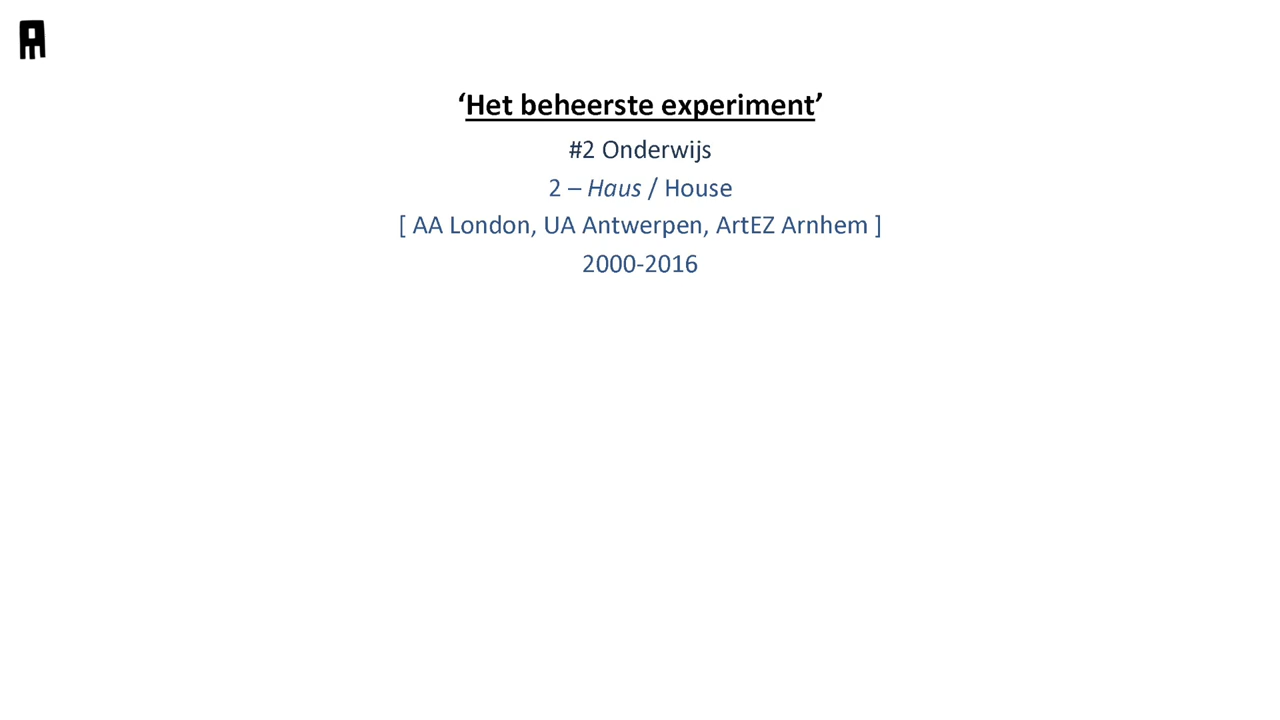 ‘Het beheerste experiment’
#2 Onderwijs
2 – Haus / House
[ AA London, UA Antwerpen, ArtEZ Arnhem ]
2000-2016